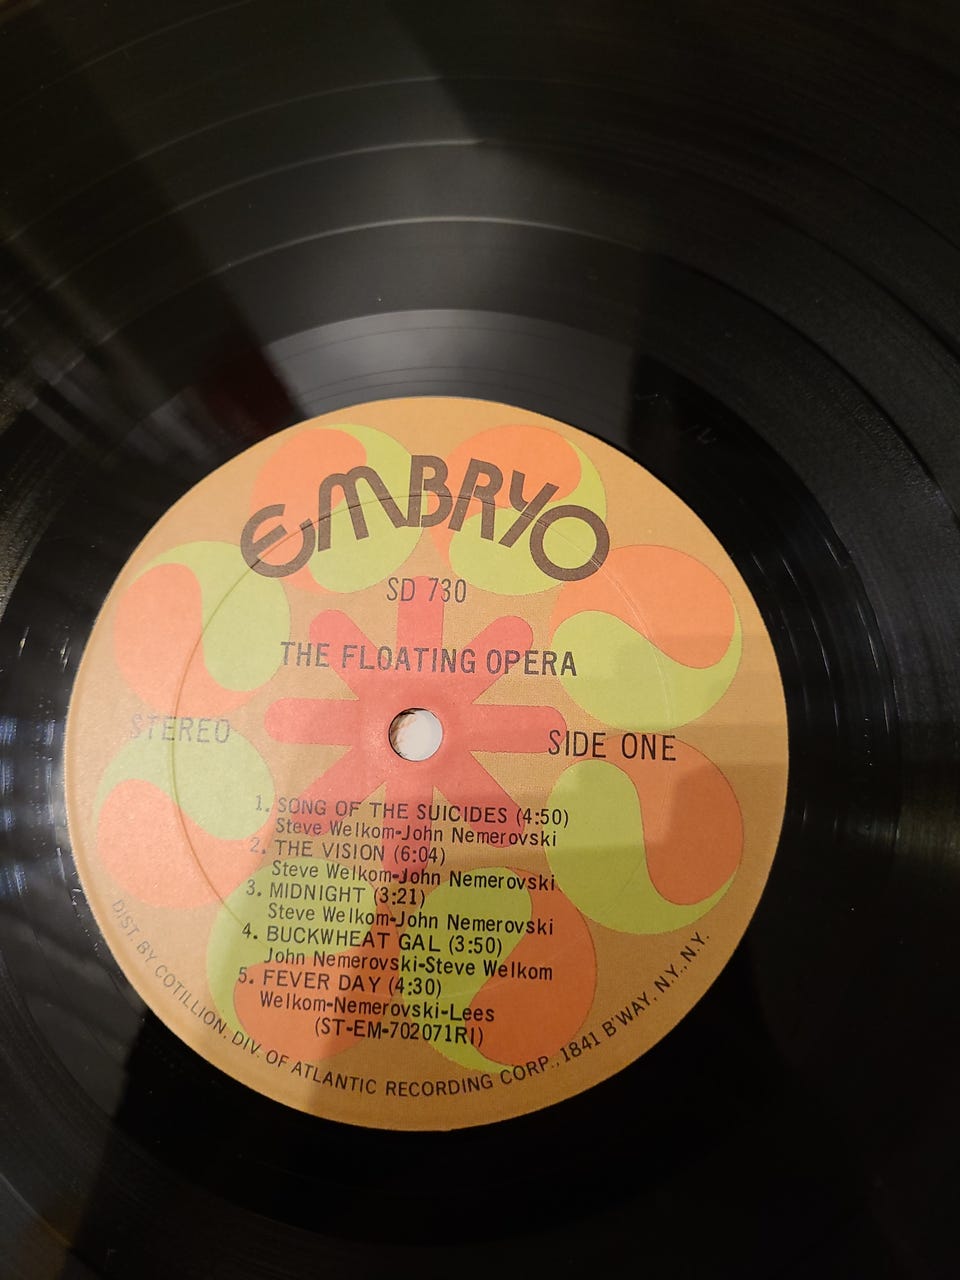 EMBRYO
SD 730
THE FLOATING OPERA
STEREO
SIDE ONE
1. SONG OF THE SUICIDES (4:50)
Steve Welkom-John Nemerovski
2. THE VISION (6:04)
Steve Welkom-John Nemerovski
3. MIDNIGHT (3:21)
Steve Welkom-John Nemerovski
4. BUCKWHEAT GAL (3:50)
John Nemerovski-Steve Welkom
5. FEVER DAY (4:30)
Welkom-Nemerovski-Lees
(ST-EM-702071RI)
DIST. BY COTILLION, DIV. OF ATLANTIC RECORDING CORP., 1841 B'WAY, N.Y., N.Y.